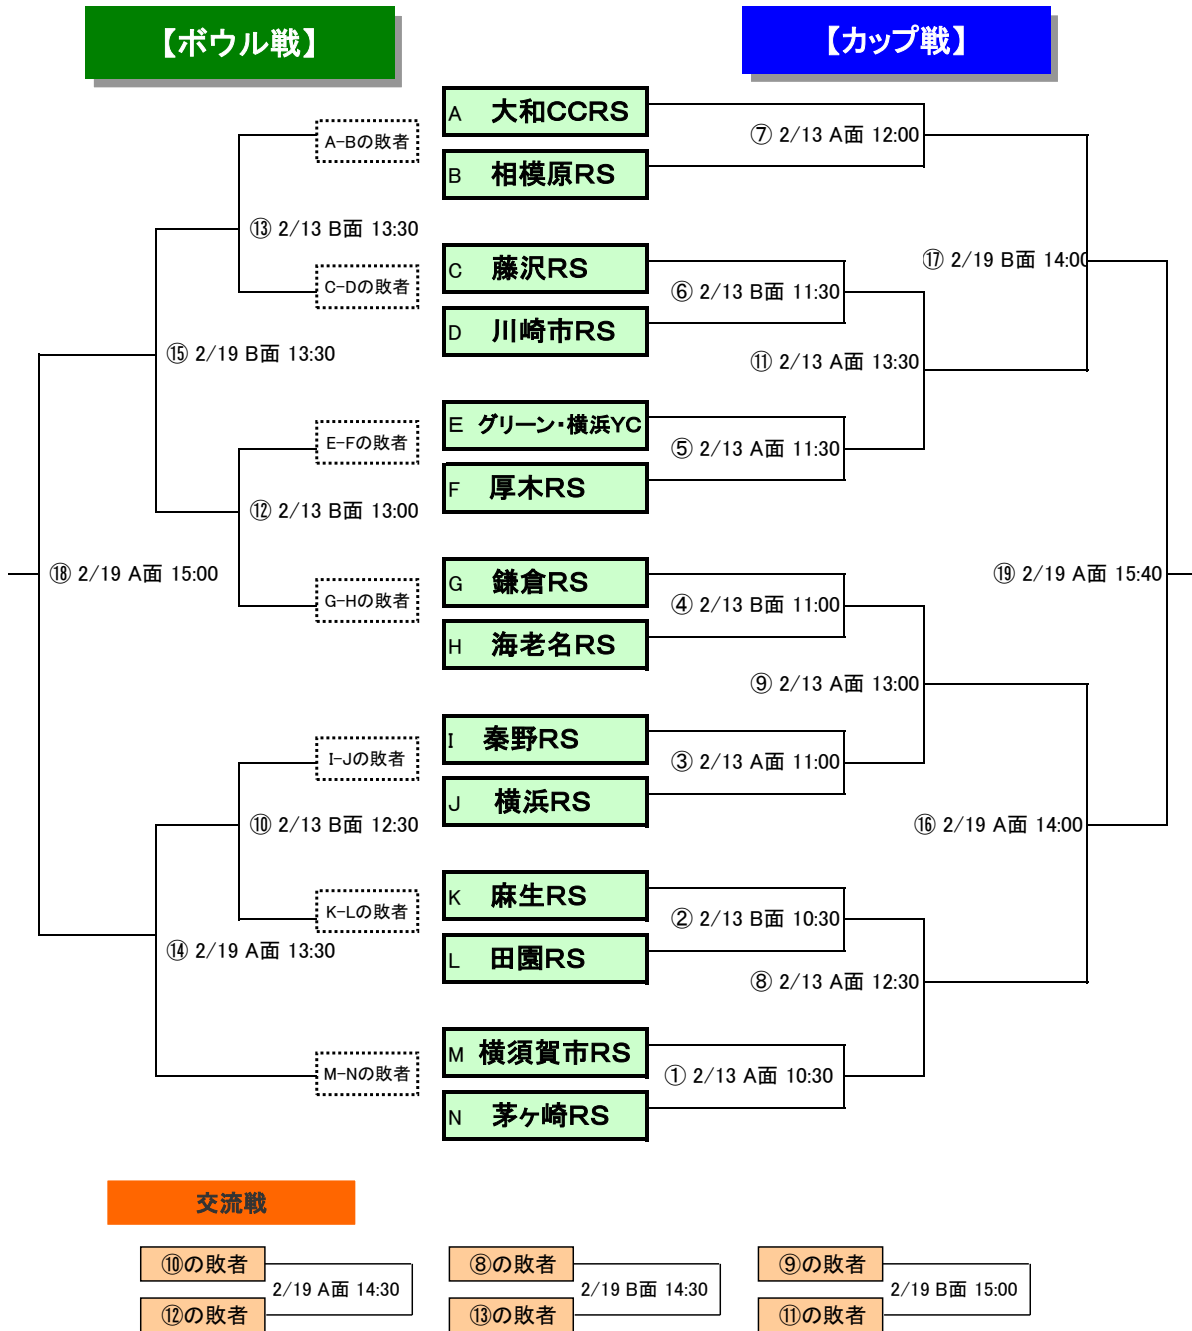 【ボウル戦】
【カップ戦】
A 大和CCRS
⑦ 2/13 A面 12:00
A-Bの敗者
B 相模原RS
⑬ 2/13 B面 13:30
C 藤沢RS
⑰ 2/19 B面 14:00
C-Dの敗者
⑥ 2/13 B面 11:30
D 川崎市RS
⑮ 2/19 B面 13:30
⑪ 2/13 A面 13:30
E グリーン・横浜YC
E-Fの敗者
⑤ 2/13 A面 11:30
F 厚木RS
⑫ 2/13 B面 13:00
⑱ 2/19 A面 15:00
G 鎌倉RS
⑲ 2/19 A面 15:40
G-Hの敗者
④ 2/13 B面 11:00
H 海老名RS
⑨ 2/13 A面 13:00
I 秦野RS
I-Jの敗者
③ 2/13 A面 11:00
J 横浜RS
⑩ 2/13 B面 12:30
⑯ 2/19 A面 14:00
K 麻生RS
K-Lの敗者
② 2/13 B面 10:30
⑭ 2/19 A面 13:30
L 田園RS
⑧ 2/13 A面 12:30
M 横須賀市RS
M-Nの敗者
① 2/13 A面 10:30
N 茅ヶ崎RS
交流戦
⑩の敗者
2/19 A面 14:30
⑫の敗者
⑧の敗者
2/19 B面 14:30
⑬の敗者
⑨の敗者
2/19 B面 15:00
⑪の敗者